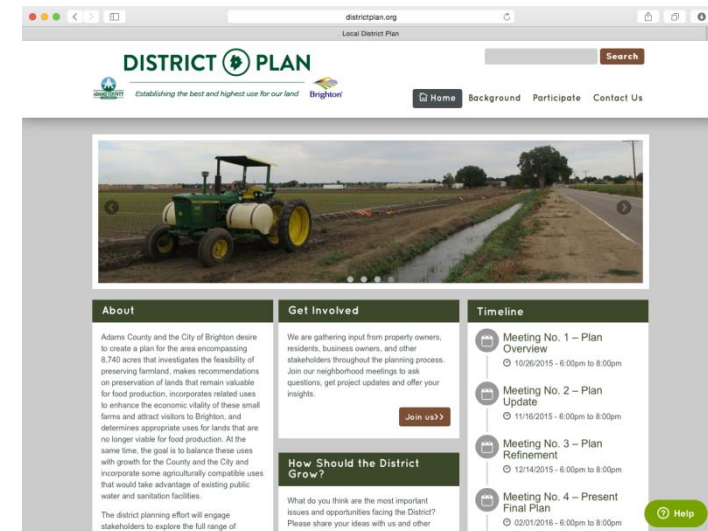 districtplan.org
Local District Plan
DISTRICT PLAN
ADAMS COUNTY
Establishing the best and highest use for our land
Brighton
Search
Home Background Participate Contact Us
About
Adams County and the City of Brighton desire
to create a plan for the area encompassing
8,740 acres that investigates the feasibility of
preserving farmland, makes recommendations
on preservation of lands that remain valuable
for food production, incorporates related uses
to enhance the economic vitality of these small
farms and attract visitors to Brighton, and
determines appropriate uses for lands that are
no longer viable for food production. At the
same time, the goal is to balance these uses
with growth for the County and the City and
incorporate some agriculturally compatible uses
that would take advantage of existing public
water and sanitation facilities.
The district planning effort will engage
stakeholders to explore the full range of
Get Involved
We are gathering input from property owners,
residents, business owners, and other
stakeholders throughout the planning process.
Join our neighborhood meetings to ask
questions, get project updates and offer your
insights.
Join us>>
How Should the District
Grow?
What do you think are the most important
issues and opportunities facing the District?
Please share your ideas with us and other
Timeline
Meeting No. 1 – Plan
Overview
10/26/2015 - 6:00pm to 8:00pm
Meeting No. 2 – Plan
Update
11/16/2015 - 6:00pm to 8:00pm
Meeting No. 3 – Plan
Refinement
12/14/2015 - 6:00pm to 8:00pm
Meeting No. 4 – Present
Final Plan
02/01/2016 - 6:00pm to 8:00pm
Help